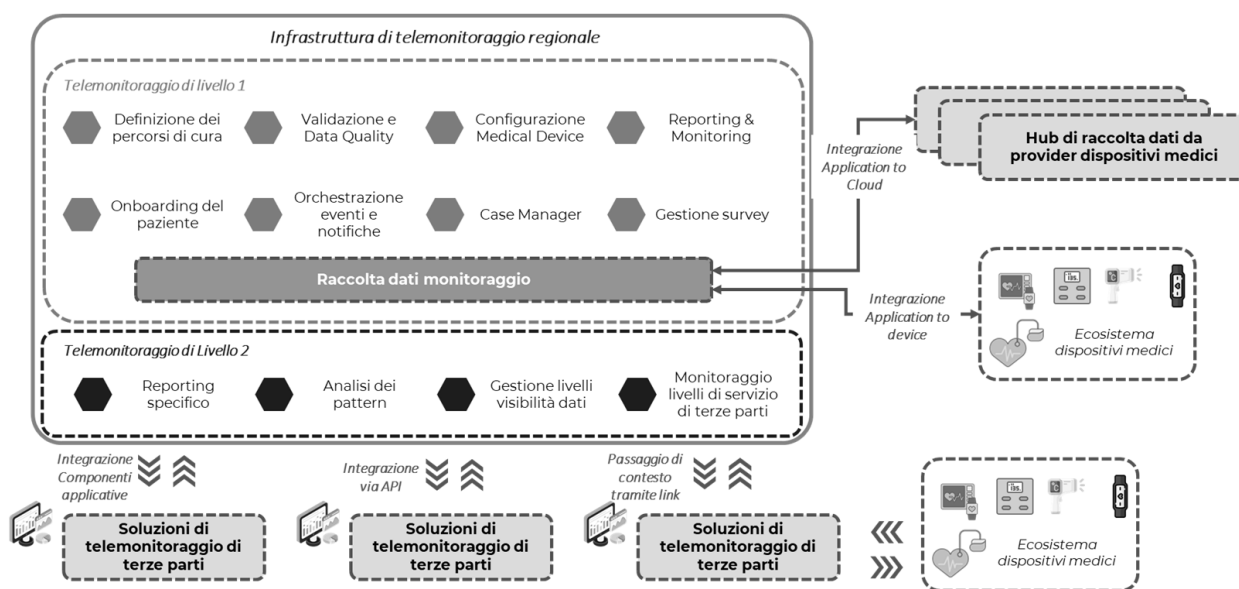 Infrastruttura di telemonitoraggio regionale
Telemonitoraggio di livello 1
Definizione dei
percorsi di cura
Validazione e
Data Quality
Configurazione
Medical Device
Reporting &
Monitoring
Onboarding del
paziente
Orchestrazione
eventi e
notifiche
Case Manager
Gestione survey
Raccolta dati monitoraggio
Integrazione
Application to
Cloud
Hub di raccolta dati da
provider dispositivi medici
Integrazione
Application to
device
Ecosistema
dispositivi medici
Telemonitoraggio di Livello 2
Reporting
specifico
Analisi dei
pattern
Gestione livelli
visibilità dati
Monitoraggio
livelli di servizio
di terze parti
Integrazione
Componenti
applicative
Integrazione
via API
Passaggio di
contesto
tramite link
Soluzioni di
telemonitoraggio di
terze parti
Soluzioni di
telemonitoraggio di
terze parti
Soluzioni di
telemonitoraggio di
terze parti
Ecosistema
dispositivi medici